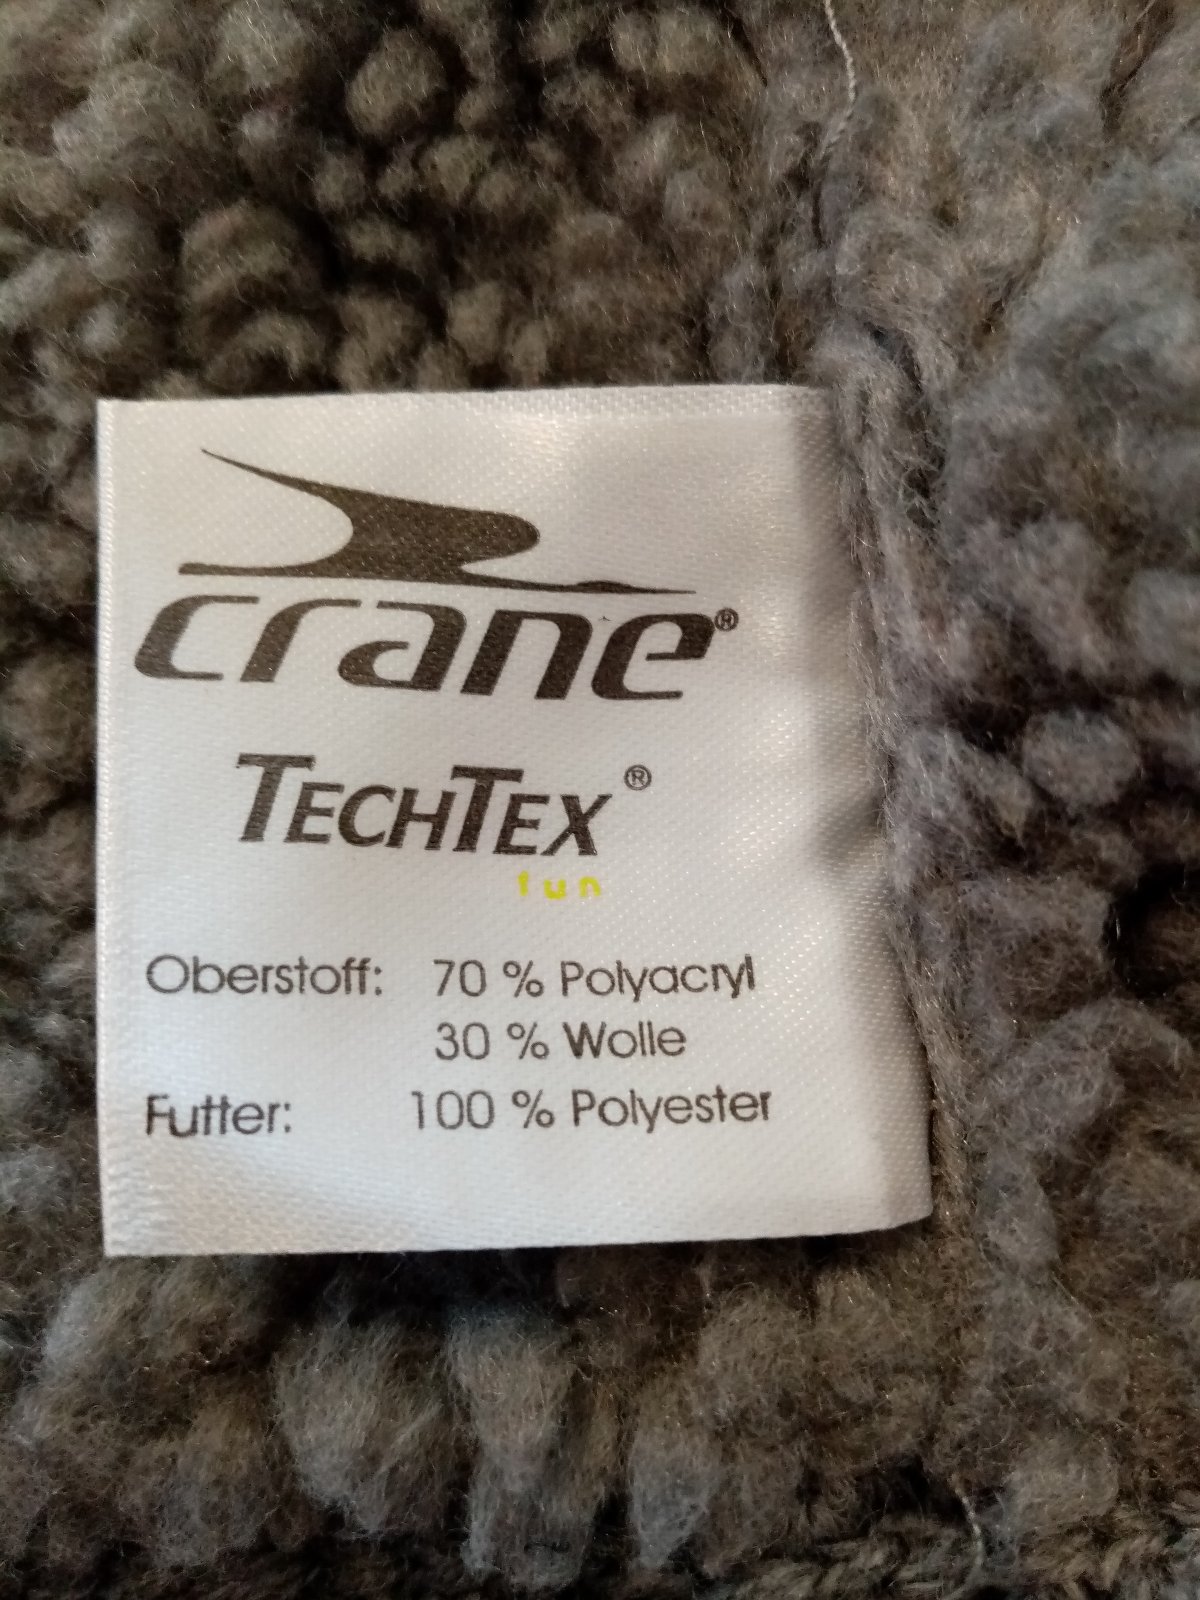 crane®
TECHTEX®
fun
Oberstoff: 70 % Polyacryl
30 % Wolle
Futter: 100 % Polyester